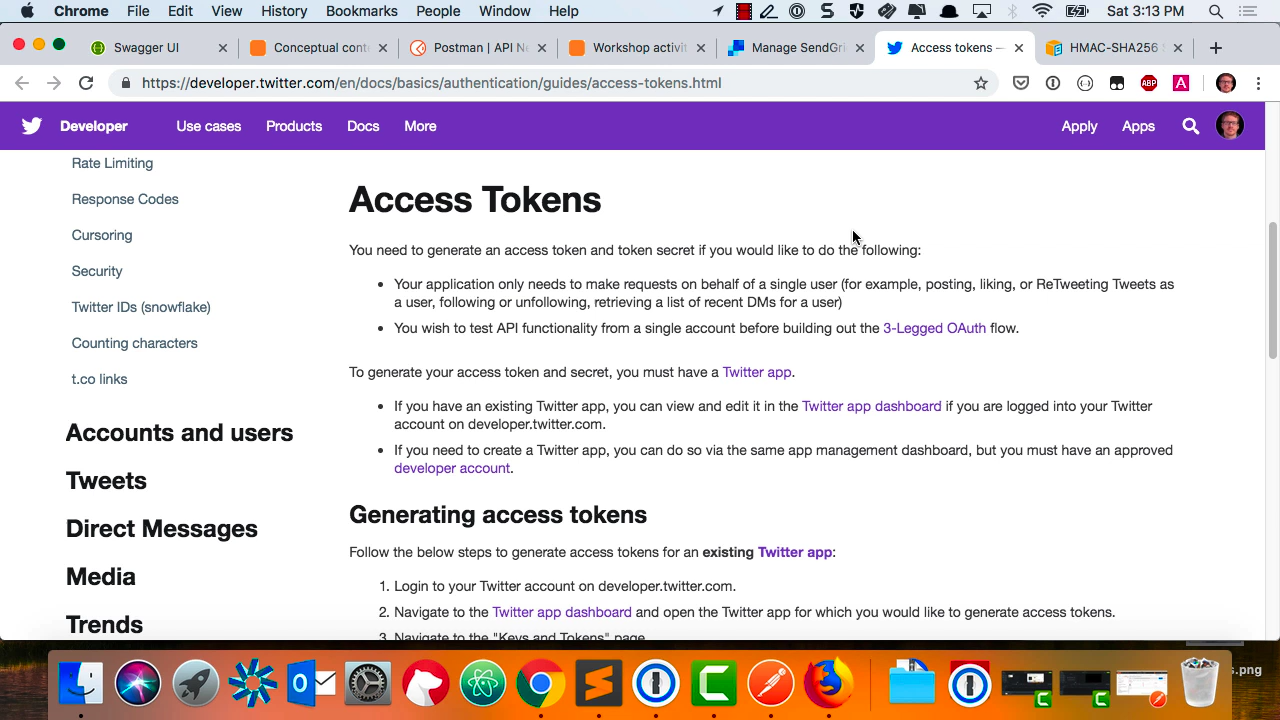 Chrome File Edit View History Bookmarks People Window Help Sat 3:13 PM
Swagger UI Conceptual con Postman | API N Workshop activi Manage SendGri Access tokens — HMAC-SHA256
https://developer.twitter.com/en/docs/basics/authentication/guides/access-tokens.html ABP A
Developer Use cases Products Docs More Apply Apps
Rate Limiting
Response Codes
Cursoring
Security
Twitter IDs (snowflake)
Counting characters
t.co links
Accounts and users
Tweets
Direct Messages
Media
Trends
Access Tokens
You need to generate an access token and token secret if you would like to do the following:
• Your application only needs to make requests on behalf of a single user (for example, posting, liking, or ReTweeting Tweets as
a user, following or unfollowing, retrieving a list of recent DMs for a user)
• You wish to test API functionality from a single account before building out the 3-Legged OAuth flow.
To generate your access token and secret, you must have a Twitter app.
• If you have an existing Twitter app, you can view and edit it in the Twitter app dashboard if you are logged into your Twitter
account on developer.twitter.com.
• If you need to create a Twitter app, you can do so via the same app management dashboard, but you must have an approved
developer account.
Generating access tokens
Follow the below steps to generate access tokens for an existing Twitter app:
1. Login to your Twitter account on developer.twitter.com.
2. Navigate to the Twitter app dashboard and open the Twitter app for which you would like to generate access tokens.
3. Navigate to the "Keys and Tokens" page.
s.png